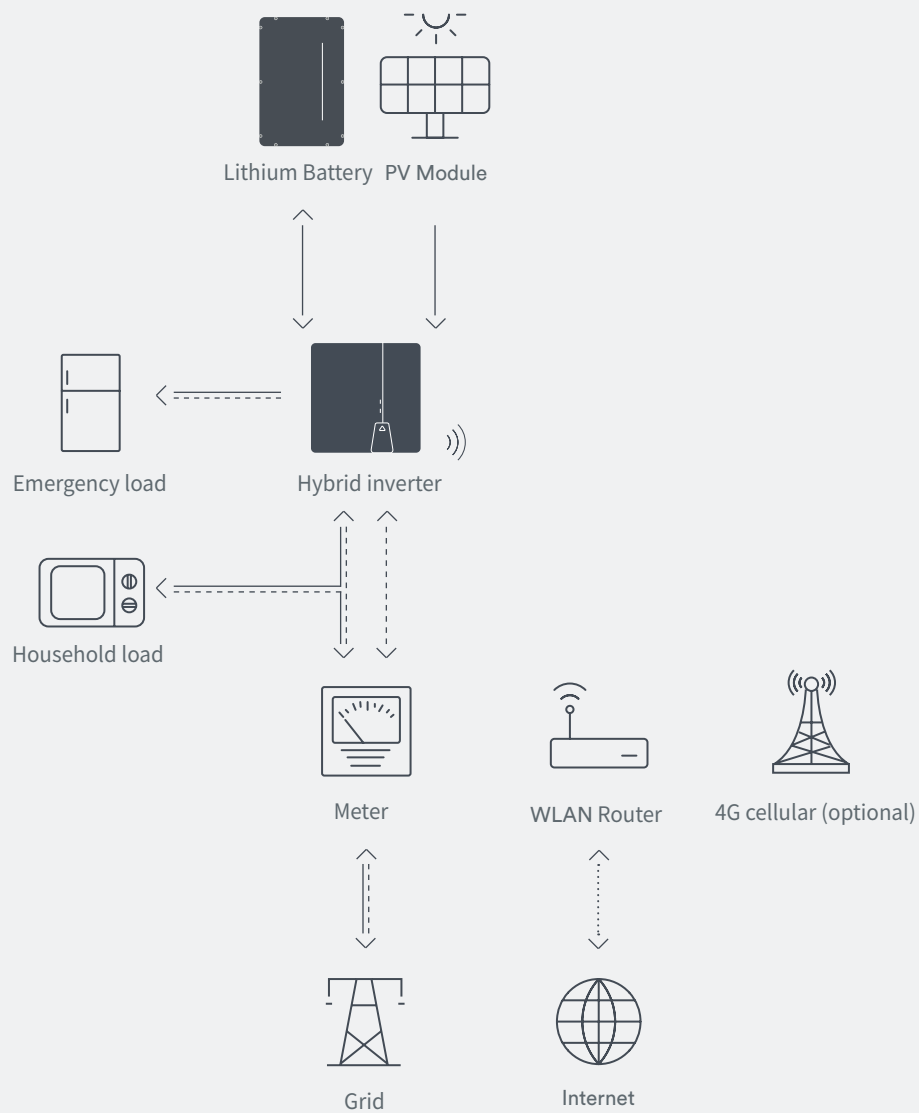 Lithium Battery
PV Module
Emergency load
Hybrid inverter
Household load
Meter
WLAN Router
4G cellular (optional)
Grid
Internet